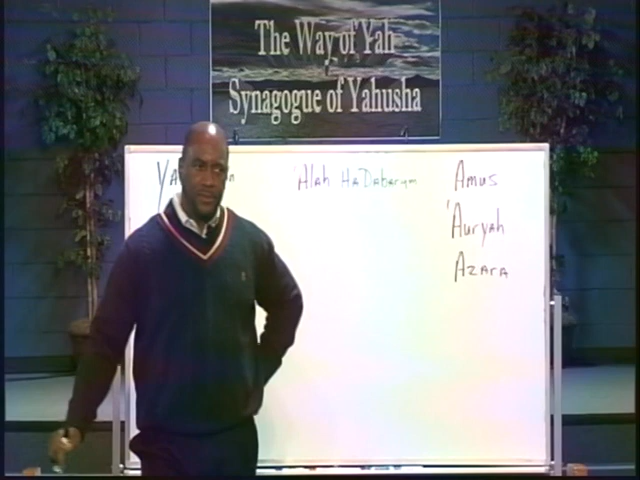 The Way of Yah
Synagogue of Yahusha
'Alah HaDabarym
Amus
'Auryah
Azara